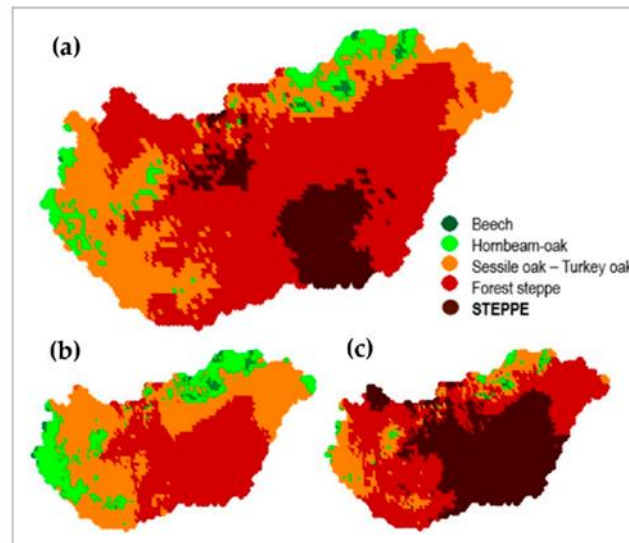 (a)
Beech
Hornbeam-oak
Sessile oak – Turkey oak
Forest steppe
STEPPE
(b)
(c)